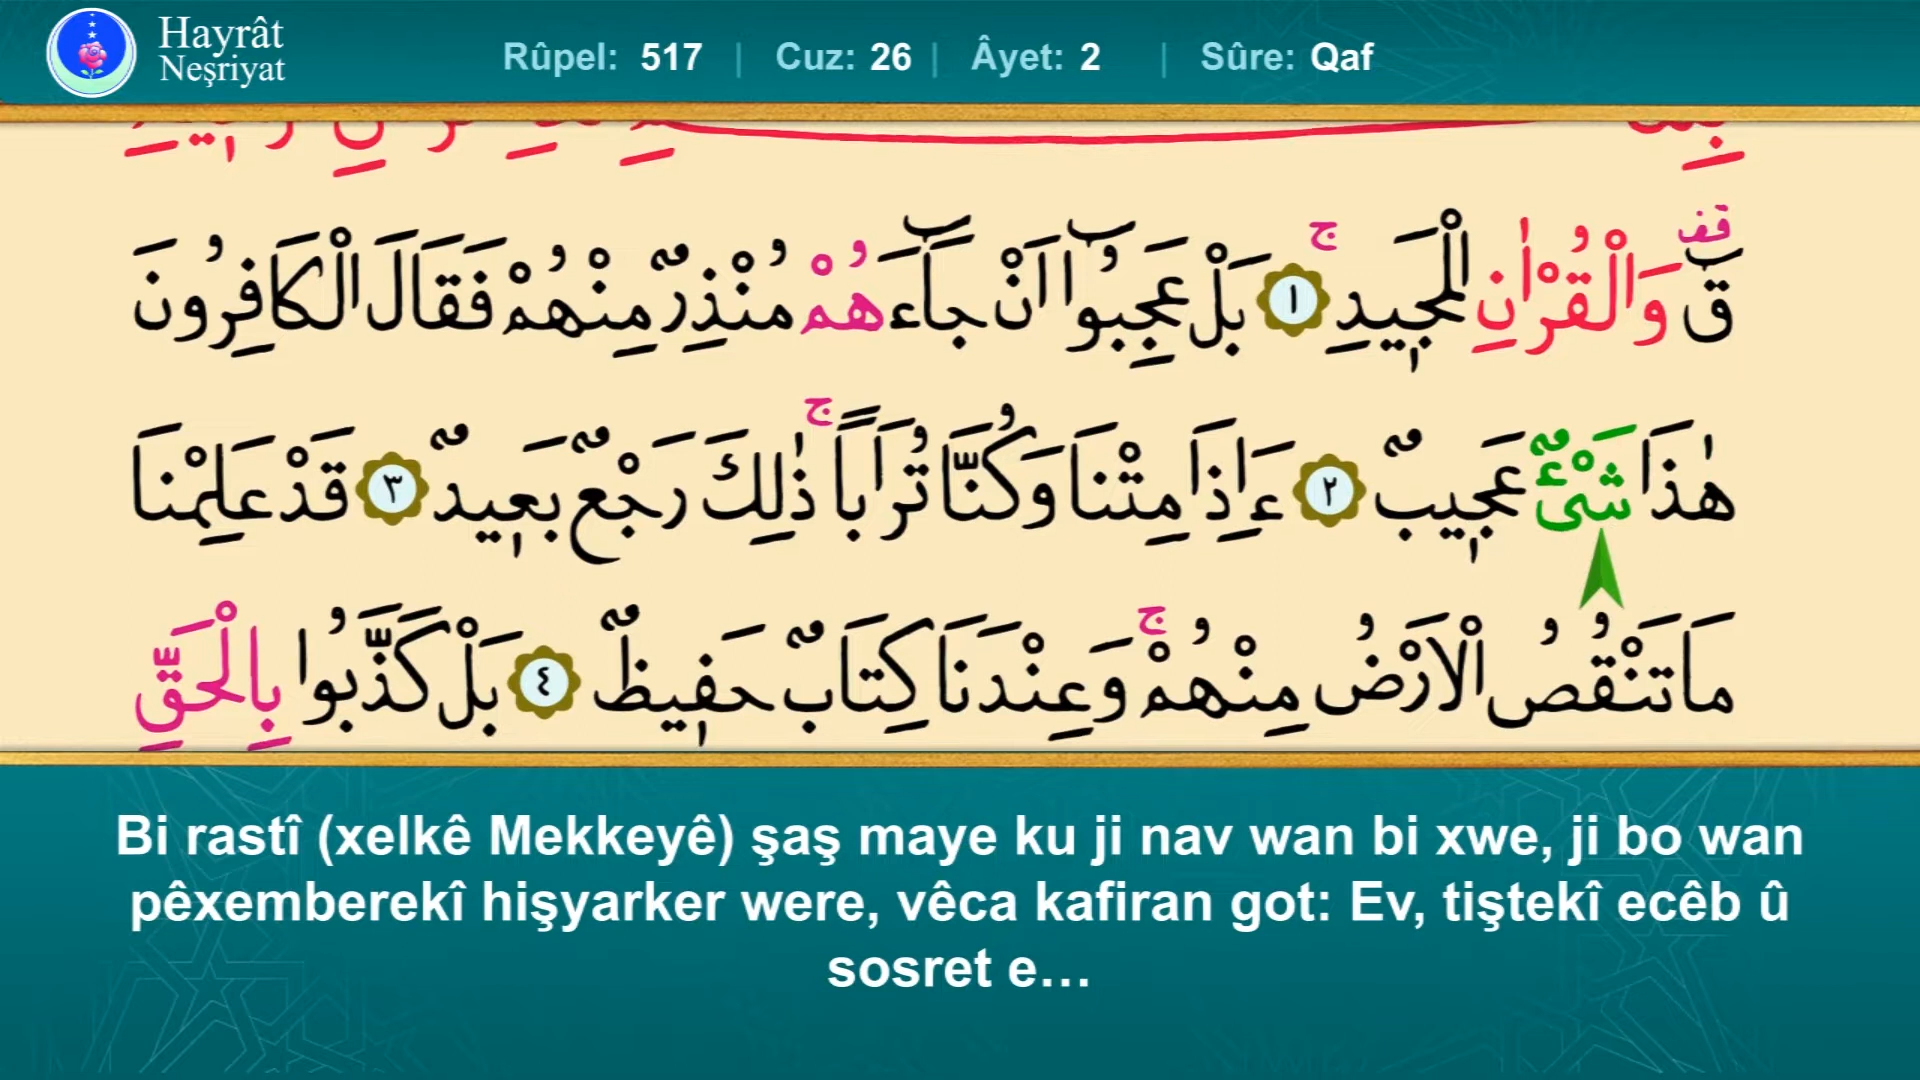 Hayrât
Neşriyat
Rûpel: 517 | Cuz: 26 | Âyet: 2 | Sûre: Qaf
قۤ ۠قف وَالْقُرْاٰنِ الْمَجٖيدِۚ ﴿١﴾ بَلْ عَجِبُٓوا اَنْ جَٓاءَهُمْ مُنْذِرٌ مِنْهُمْ فَقَالَ الْكَافِرُونَ
هٰذَا شَیْءٌ عَجٖيبٌ ﴿٢﴾ ءَاِذَا مِتْنَا وَكُنَّا تُرَابًاۚ ذٰلِكَ رَجْعٌ بَعٖيدٌ ﴿٣﴾ قَدْ عَلِمْنَا
مَا تَنْقُصُ الْاَرْضُ مِنْهُمْۚ وَعِنْدَنَا كِتَابٌ حَفٖيظٌ ﴿٤﴾ بَلْ كَذَّبُوا بِالْحَقِّ
Bi rastî (xelkê Mekkeyê) şaş maye ku ji nav wan bi xwe, ji bo wan
pêxemberekî hişyarker were, vêca kafiran got: Ev, tiştekî ecêb û
sosret e…